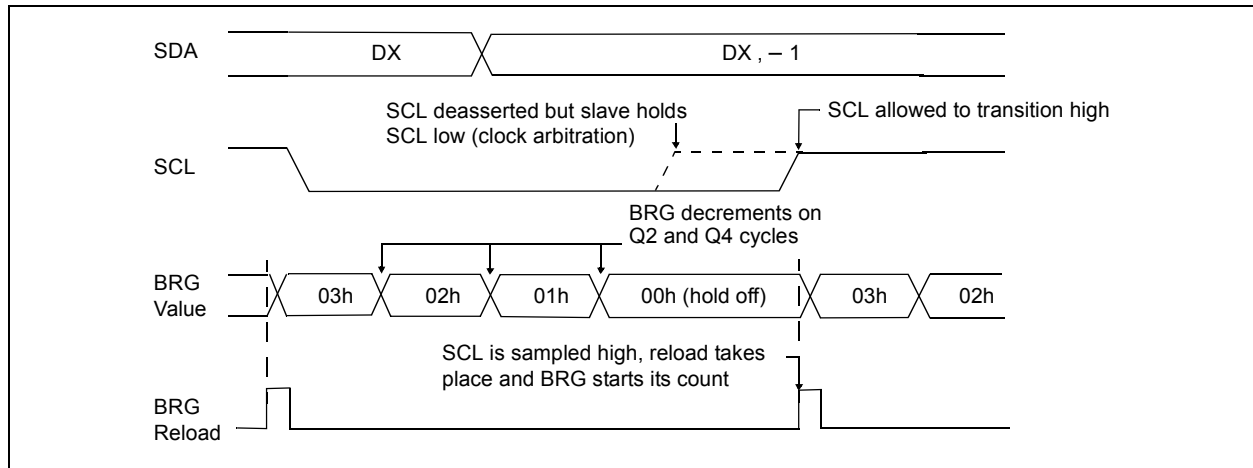 SDA
DX
DX , – 1
SCL deasserted but slave holds
SCL low (clock arbitration)
SCL allowed to transition high
SCL
BRG decrements on
Q2 and Q4 cycles
BRG
Value
03h
02h
01h
00h (hold off)
03h
02h
SCL is sampled high, reload takes
place and BRG starts its count
BRG
Reload